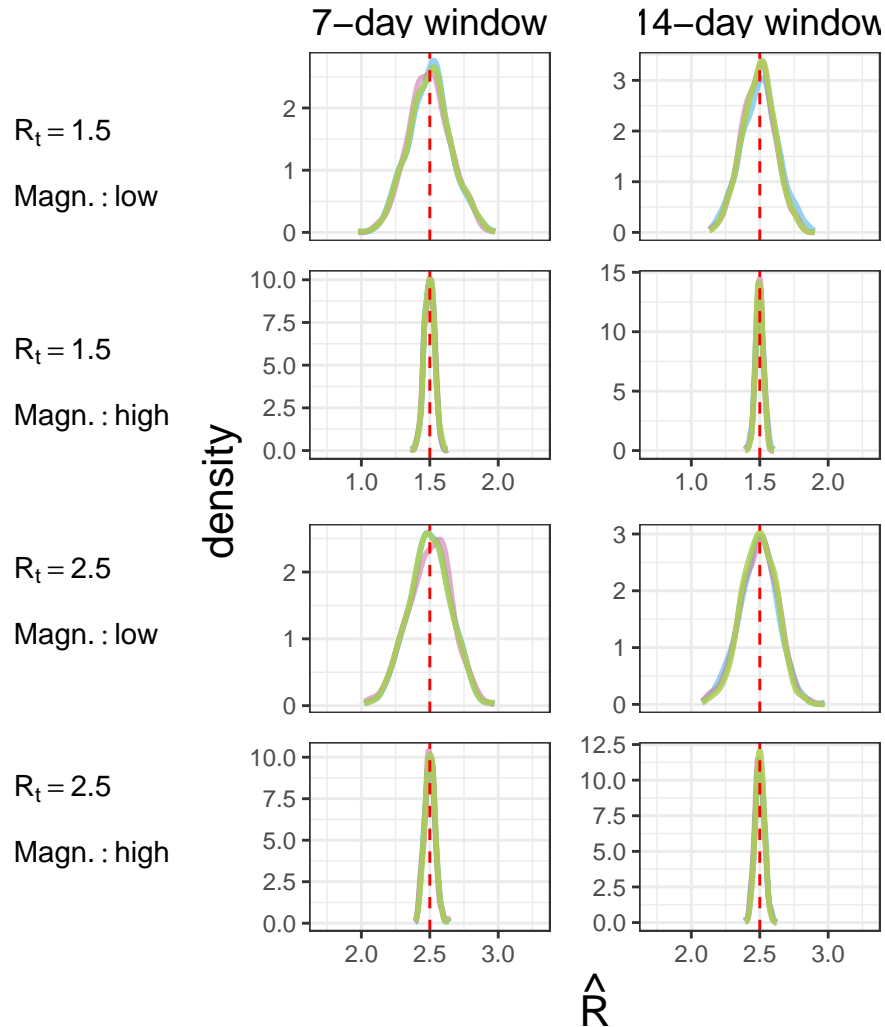 7−day window
14−day window
R_t = 1.5
Magn. : low
2
1
0
3
2
1
0
R_t = 1.5
Magn. : high
10.0
7.5
5.0
2.5
0.0
15
10
5
0
1.0 1.5 2.0
1.0 1.5 2.0
density
R_t = 2.5
Magn. : low
2
1
0
3
2
1
0
R_t = 2.5
Magn. : high
10.0
7.5
5.0
2.5
0.0
12.5
10.0
7.5
5.0
2.5
0.0
2.0 2.5 3.0
2.0 2.5 3.0
R̂